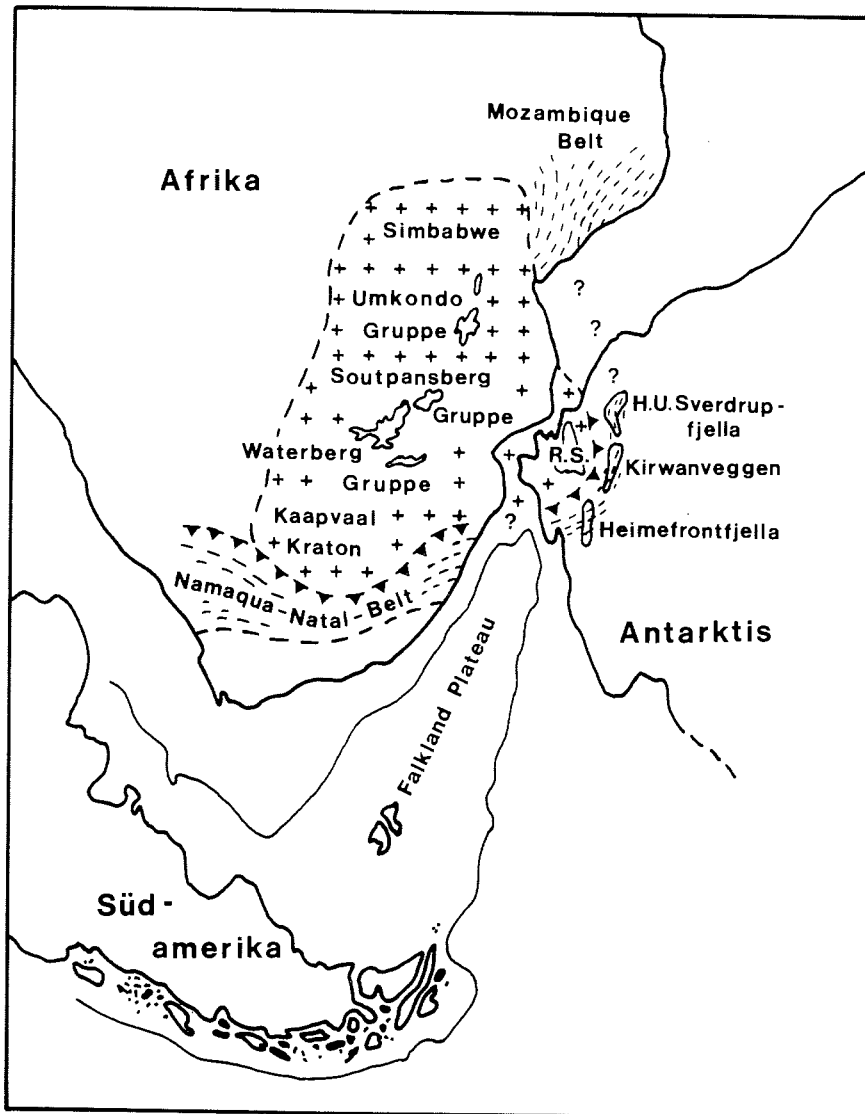 Mozambique
Belt
Afrika
Simbabwe
Umkondo
Gruppe
Soutpansberg
Gruppe
Waterberg
Gruppe
Kaapvaal
Kraton
Namaqua-Natal-Belt
?
?
?
H.U.Sverdrup-
fjella
R.S.
Kirwanveggen
?
Heimefrontfjella
Antarktis
Falkland Plateau
Süd-
amerika